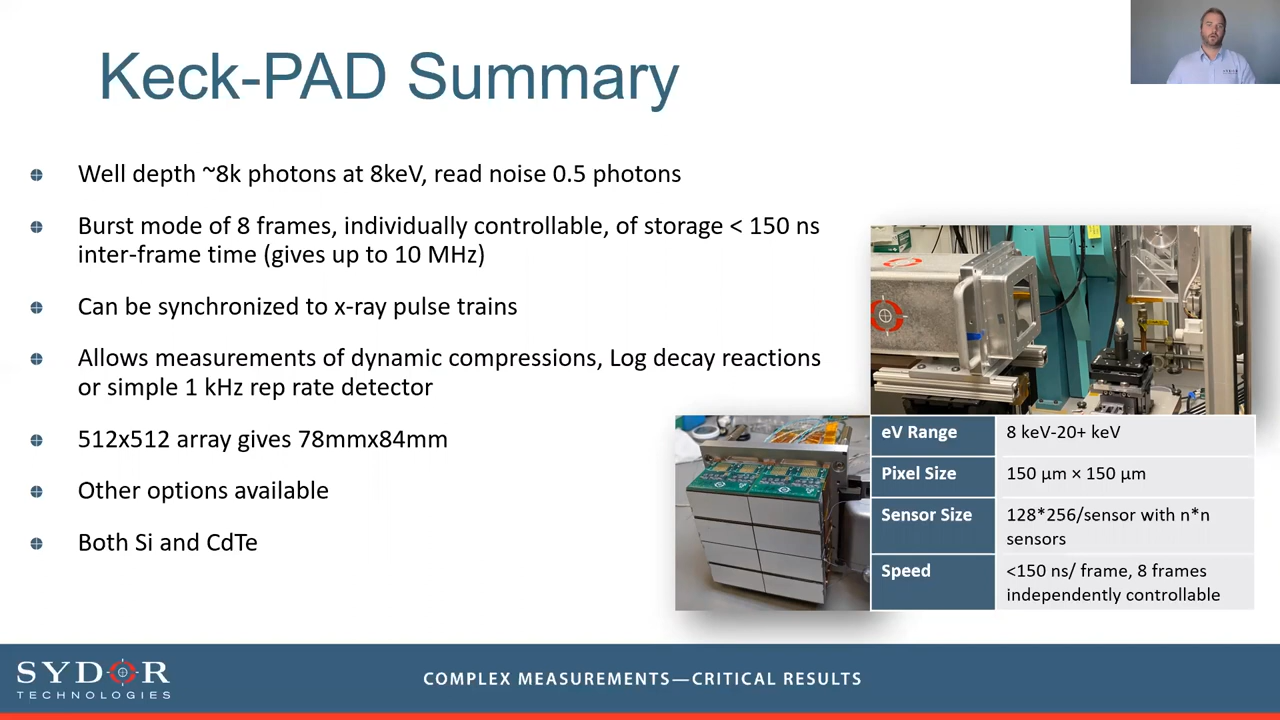 Keck-PAD Summary
Well depth ~8k photons at 8keV, read noise 0.5 photons
Burst mode of 8 frames, individually controllable, of storage < 150 ns
inter-frame time (gives up to 10 MHz)
Can be synchronized to x-ray pulse trains
Allows measurements of dynamic compressions, Log decay reactions
or simple 1 kHz rep rate detector
512x512 array gives 78mmx84mm
Other options available
Both Si and CdTe
eV Range
8 keV-20+ keV
Pixel Size
150 µm × 150 µm
Sensor Size
128*256/sensor with n*n
sensors
Speed
<150 ns/ frame, 8 frames
independently controllable
SYDOR
TECHNOLOGIES
COMPLEX MEASUREMENTS—CRITICAL RESULTS